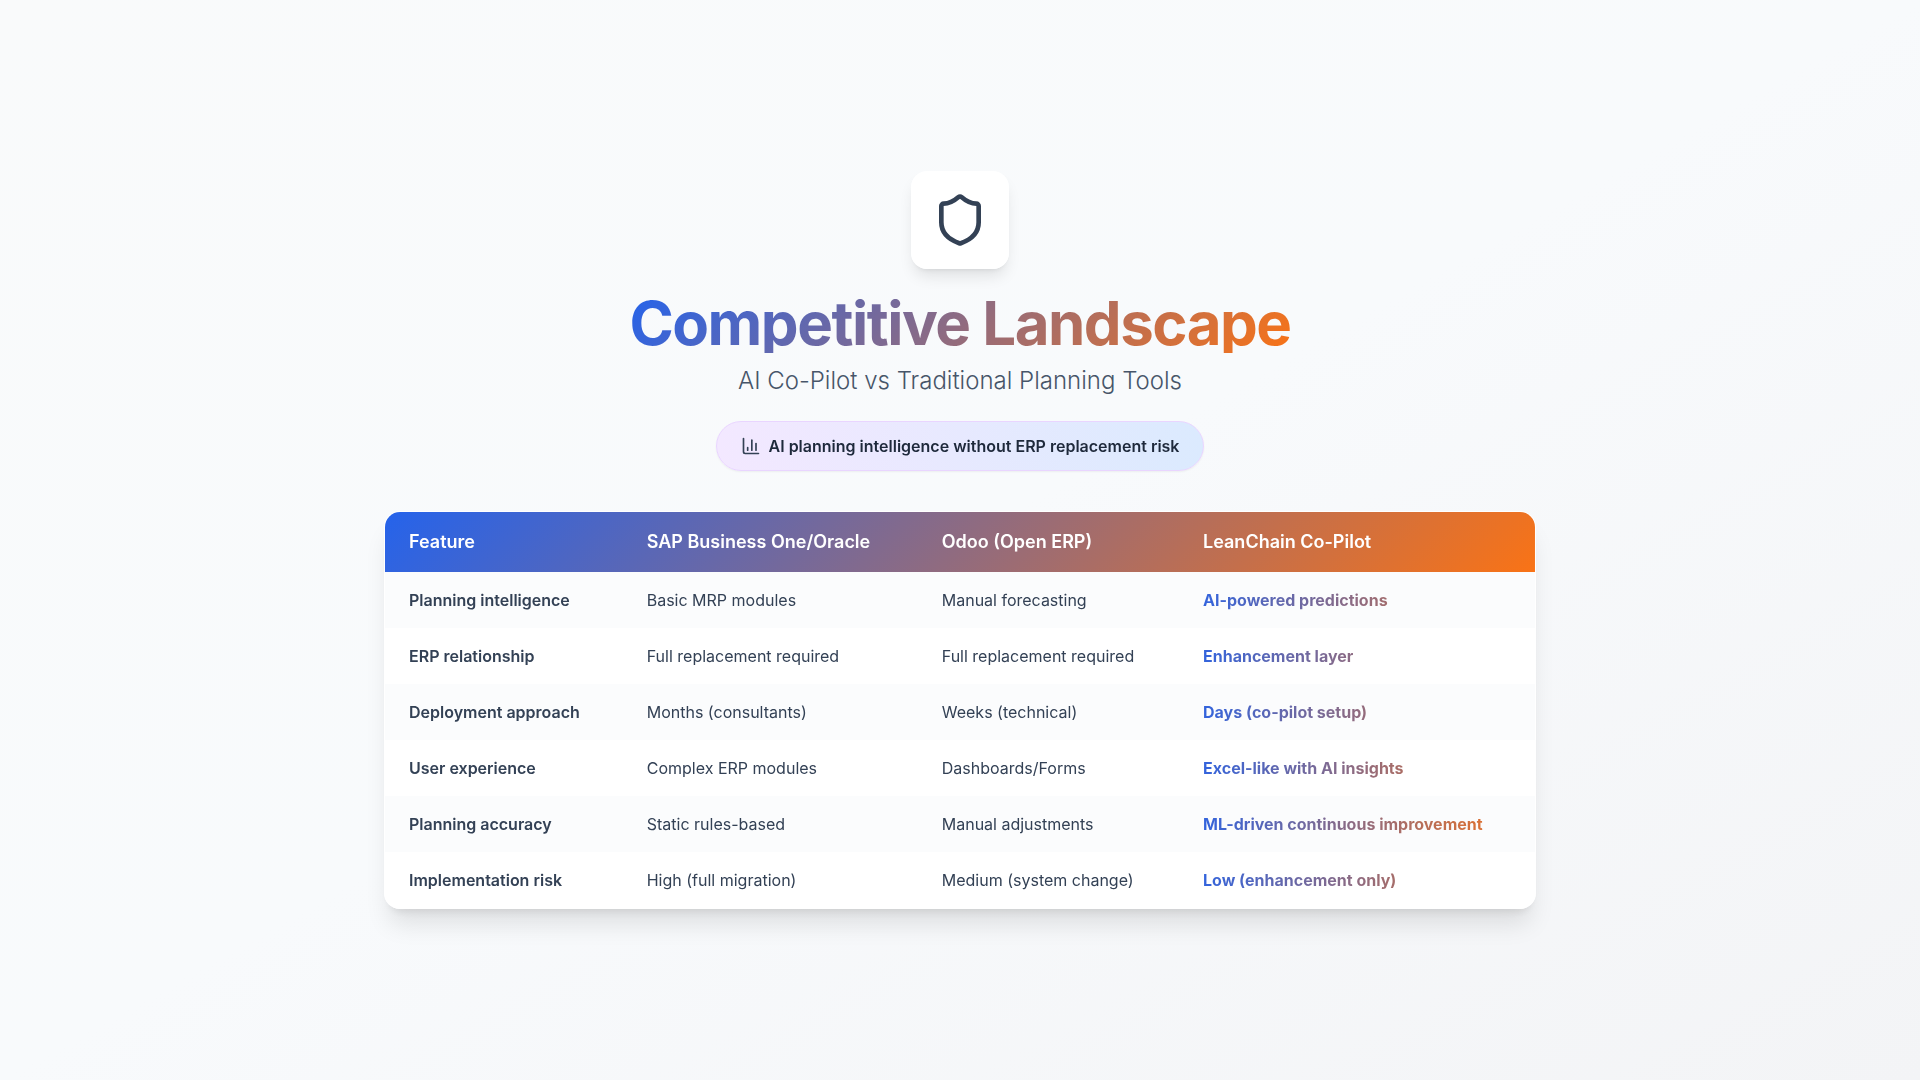 Competitive Landscape
AI Co-Pilot vs Traditional Planning Tools
AI planning intelligence without ERP replacement risk
Feature SAP Business One/Oracle Odoo (Open ERP) LeanChain Co-Pilot
Planning intelligence Basic MRP modules Manual forecasting AI-powered predictions
ERP relationship Full replacement required Full replacement required Enhancement layer
Deployment approach Months (consultants) Weeks (technical) Days (co-pilot setup)
User experience Complex ERP modules Dashboards/Forms Excel-like with AI insights
Planning accuracy Static rules-based Manual adjustments ML-driven continuous improvement
Implementation risk High (full migration) Medium (system change) Low (enhancement only)